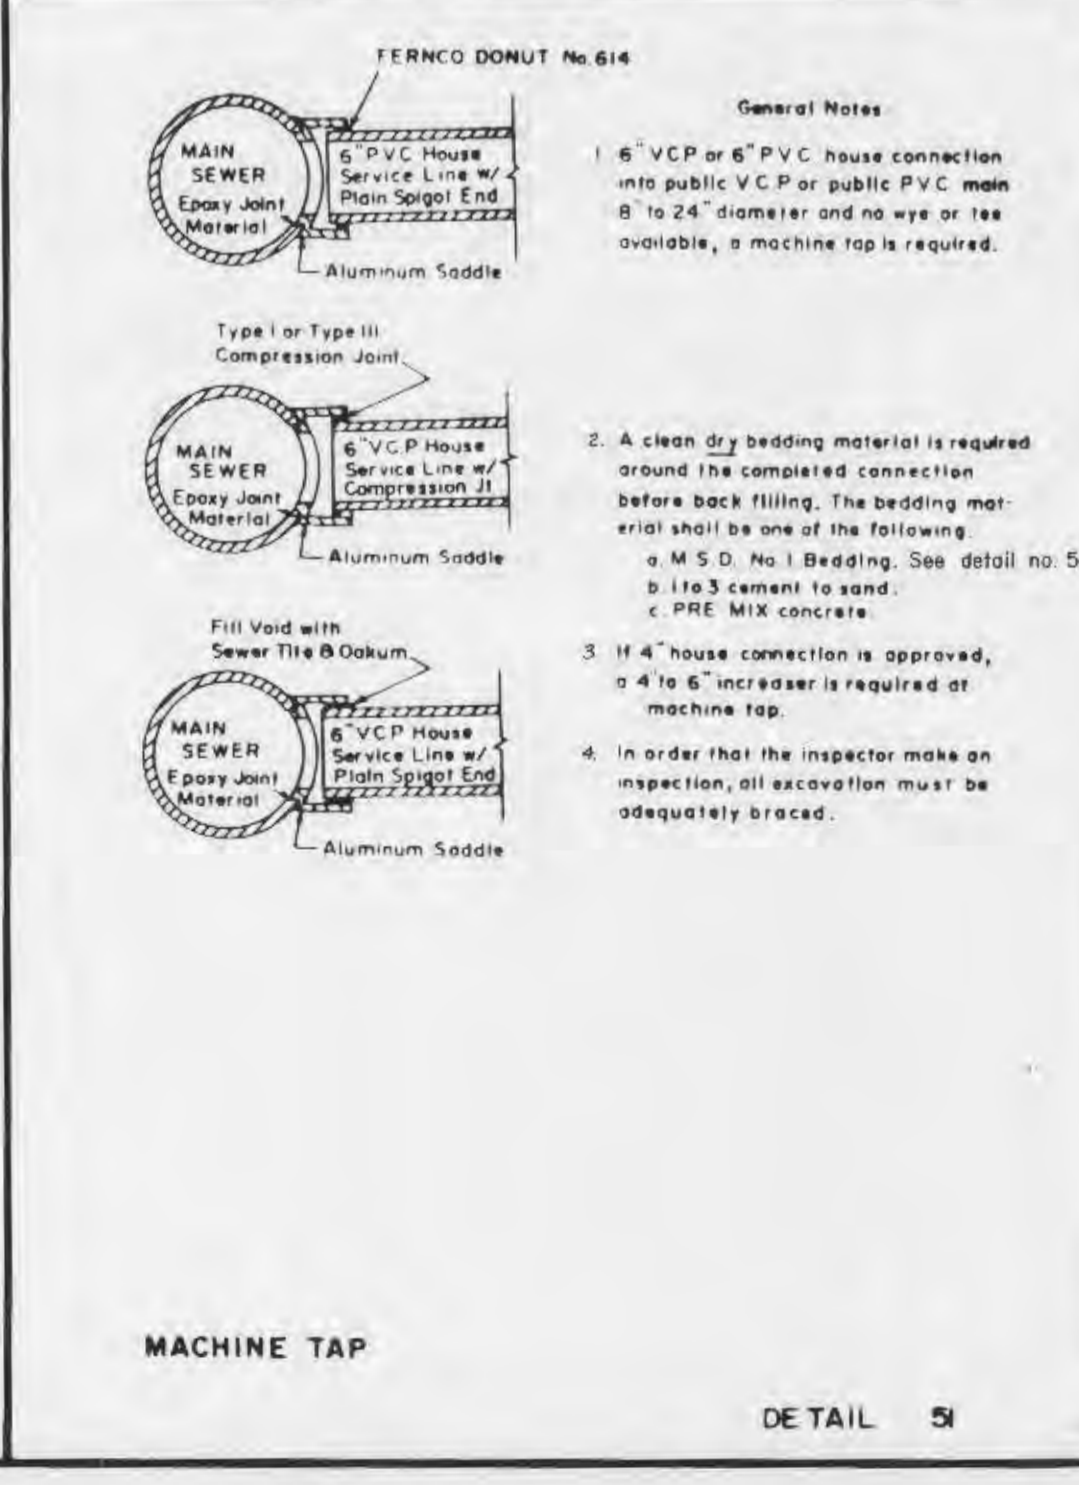 FERNCO DONUT No. 614
MAIN
SEWER
Epoxy Joint
Material
6" PVC House
Service Line w/
Plain Spigot End
Aluminum Saddle
Type I or Type III
Compression Joint
MAIN
SEWER
Epoxy Joint
Material
6" V.C.P House
Service Line w/
Compression Jt
Aluminum Saddle
Fill Void with
Sewer Tite & Oakum
MAIN
SEWER
Epoxy Joint
Material
6" VCP House
Service Line w/
Plain Spigot End
Aluminum Saddle
General Notes
1 6" VCP or 6" PVC house connection
into public VCP or public PVC main
8" to 24" diameter and no wye or tee
available, a machine tap is required.
2. A clean dry bedding material is required
around the completed connection
before back filling. The bedding mat-
erial shall be one of the following.
a. M.S.D. No. 1 Bedding. See detail no. 5
b. 1 to 3 cement to sand.
c. PRE MIX concrete.
3. If 4" house connection is approved,
a 4" to 6" increaser is required at
machine tap.
4. In order that the inspector make an
inspection, all excavation must be
adequately braced.
MACHINE TAP
DETAIL 51